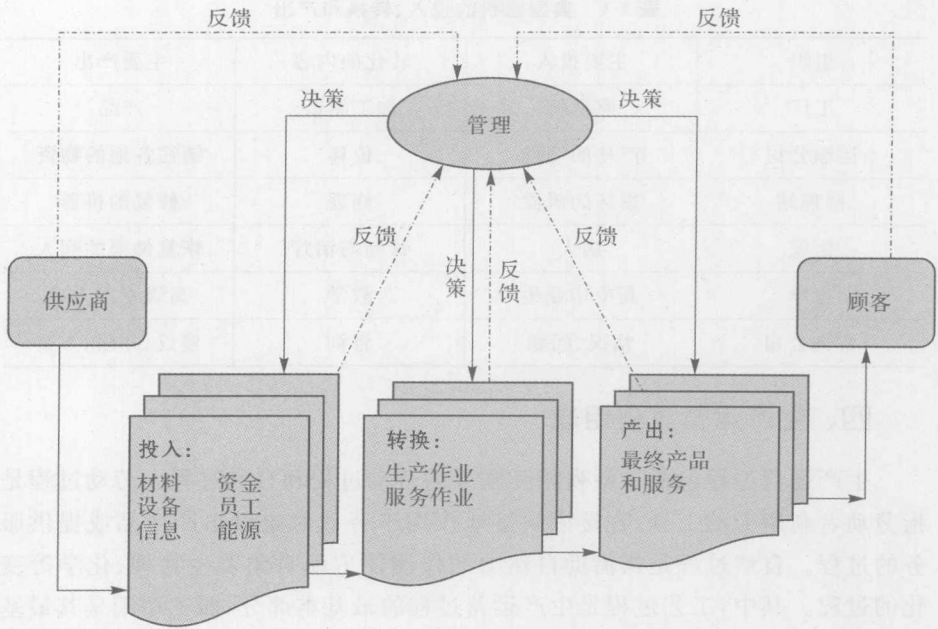 反馈
反馈
决策
决策
管理
反馈
反馈
决策
反馈
供应商
顾客
投入：
材料 资金
设备 员工
信息 能源
转换：
生产作业
服务作业
产出：
最终产品
和服务